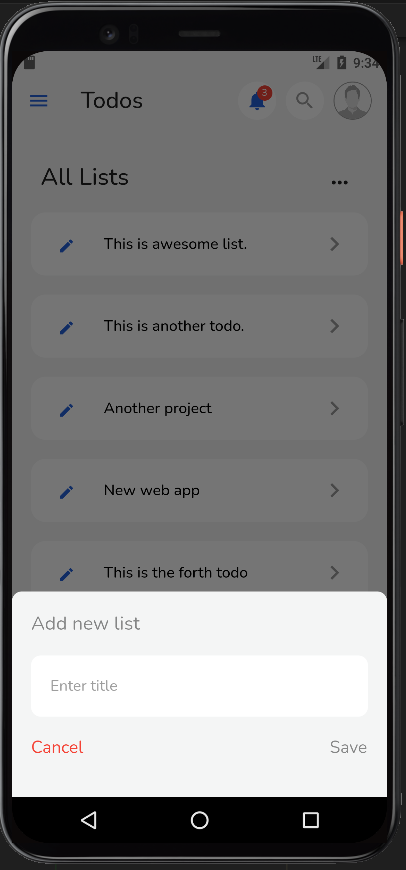 LTE 9:34
Todos 3
All Lists
This is awesome list.
This is another todo.
Another project
New web app
This is the forth todo
Add new list
Enter title
Cancel Save